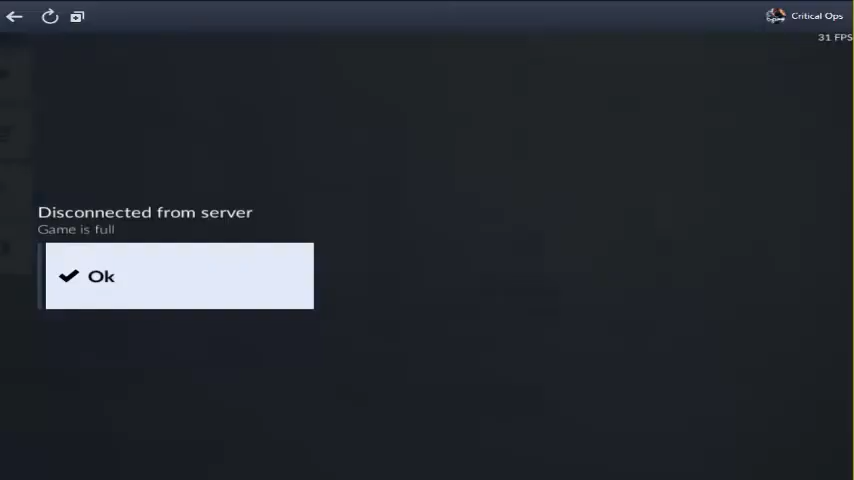 Critical Ops
31 FPS
Disconnected from server
Game is full
Ok